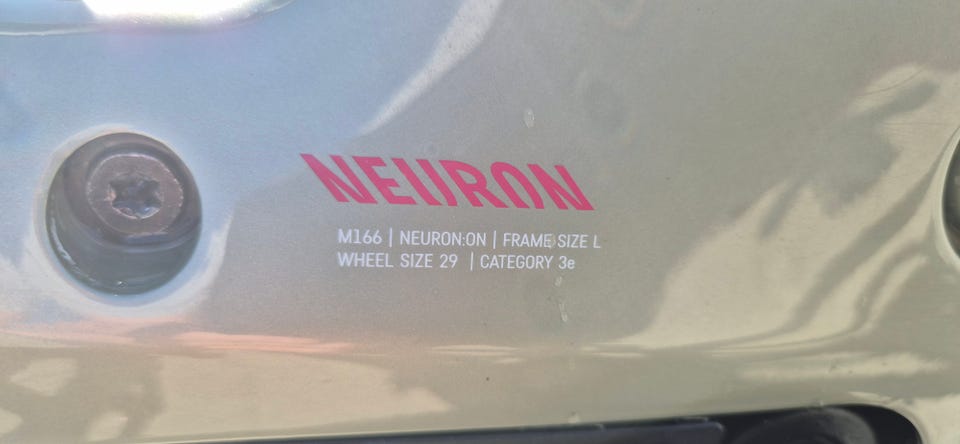 NEURON
M166 | NEURON:ON | FRAME SIZE L
WHEEL SIZE 29 | CATEGORY 3e